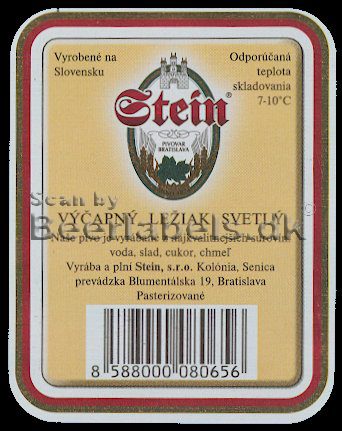 Vyrobené na
Slovensku
Odporúčaná
teplota
skladovania
7-10°C
Stein®
PIVOVAR
BRATISLAVA
Scan by
Beerlabels.dk
VÝČAPNÝ LEŽIAK SVETLÝ
Naše pivo je vyrábané z najkvalitnejších surovín:
voda, slad, cukor, chmeľ
Vyrába a plní Stein, s.r.o. Kolónia, Senica
prevádzka Blumentálska 19, Bratislava
Pasterizované
8 588000 080656